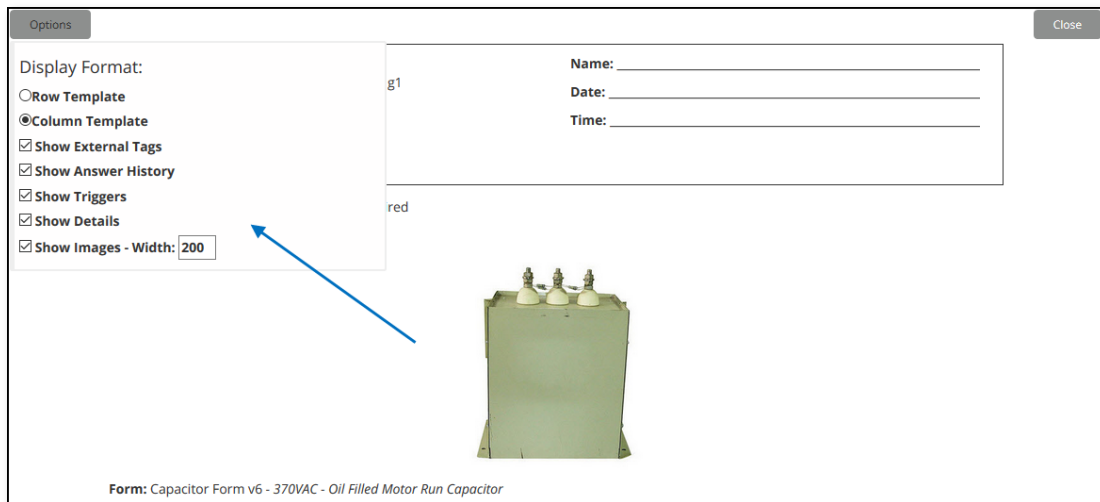 Options
Close
Display Format:
Row Template
Column Template
Show External Tags
Show Answer History
Show Triggers
Show Details
Show Images - Width: 200
g1
Name:
Date:
Time:
red
Form: Capacitor Form v6 - 370VAC - Oil Filled Motor Run Capacitor